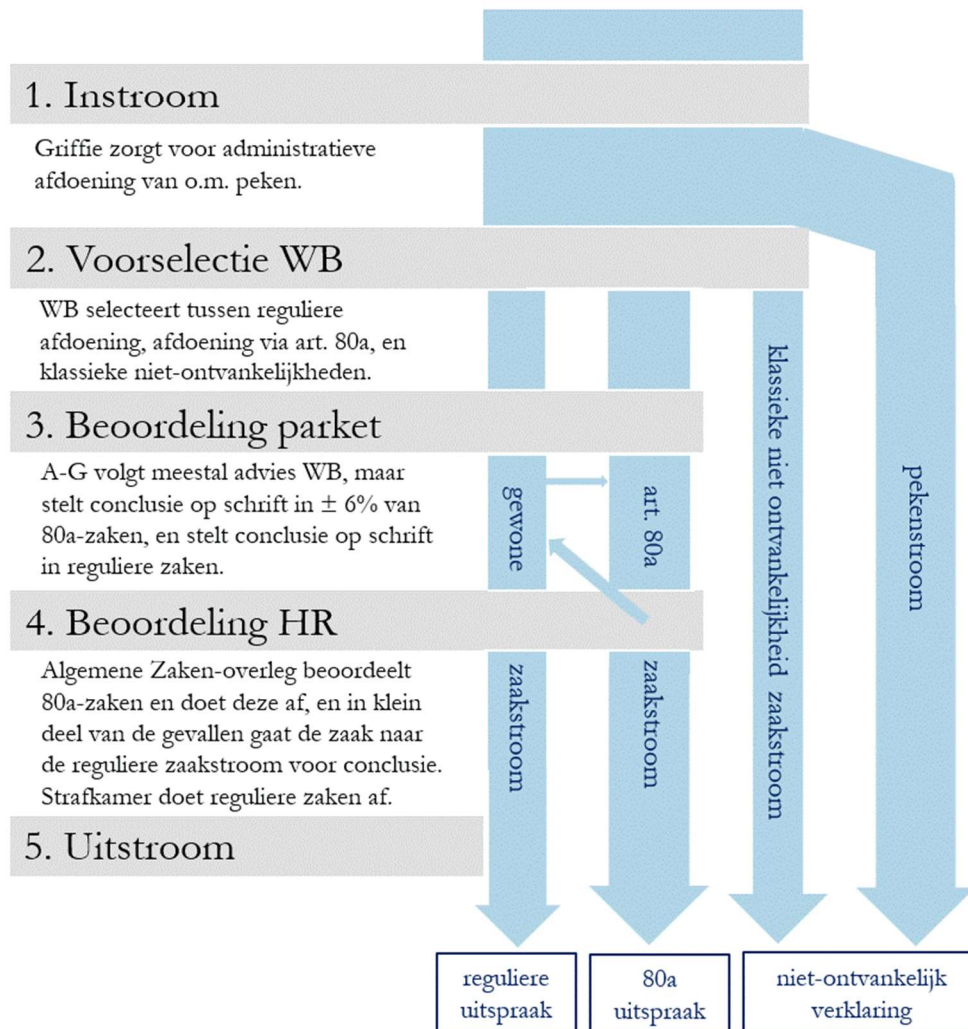 1. Instroom
Griffie zorgt voor administratieve
afdoening van o.m. peken.
2. Voorselectie WB
WB selecteert tussen reguliere
afdoening, afdoening via art. 80a, en
klassieke niet-ontvankelijkheden.
3. Beoordeling parket
A-G volgt meestal advies WB, maar
stelt conclusie op schrift in ± 6% van
80a-zaken, en stelt conclusie op schrift
in reguliere zaken.
4. Beoordeling HR
Algemene Zaken-overleg beoordeelt
80a-zaken en doet deze af, en in klein
deel van de gevallen gaat de zaak naar
de reguliere zaakstroom voor conclusie.
Strafkamer doet reguliere zaken af.
5. Uitstroom
gewone zaakstroom
art. 80a zaakstroom
klassieke niet ontvankelijkheid zaakstroom
pekenstroom
reguliere
uitspraak
80a
uitspraak
niet-ontvankelijk
verklaring